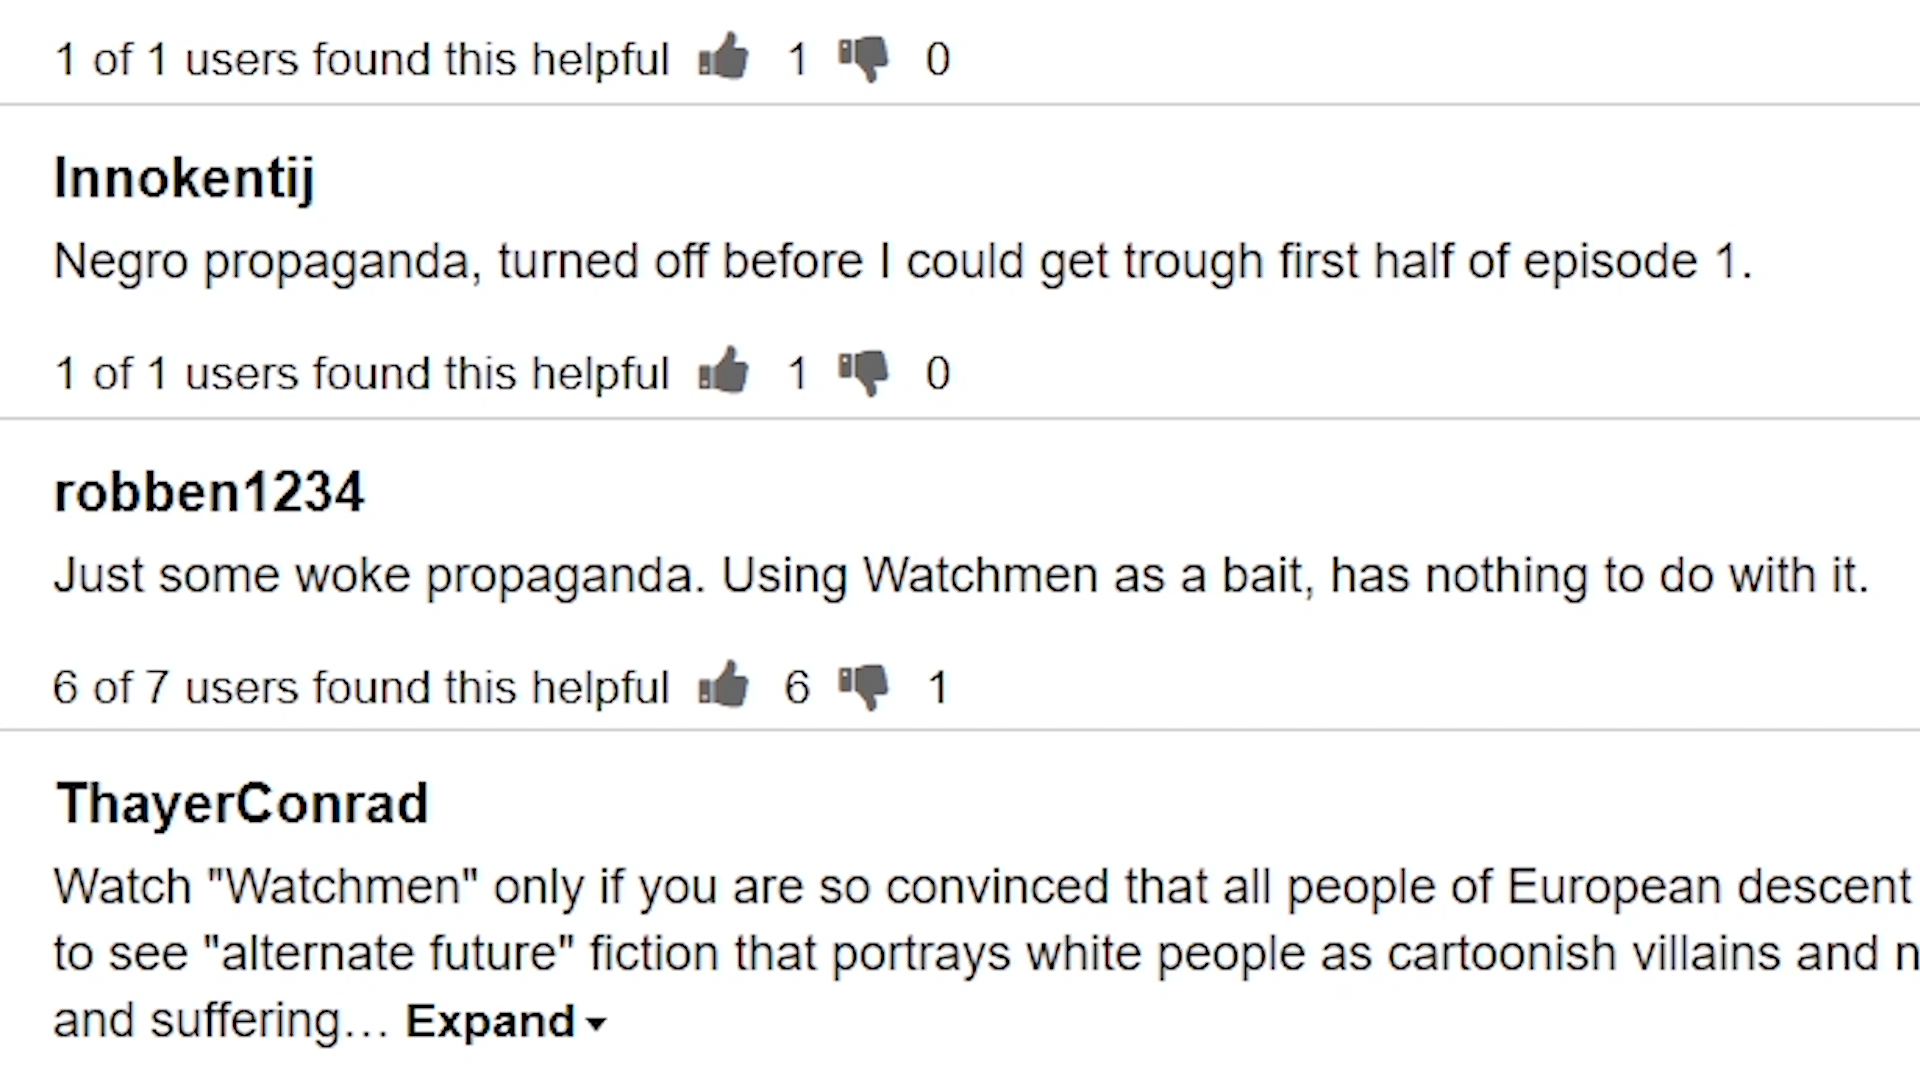 1 of 1 users found this helpful 1 0
Innokentij
Negro propaganda, turned off before I could get trough first half of episode 1.
1 of 1 users found this helpful 1 0
robben1234
Just some woke propaganda. Using Watchmen as a bait, has nothing to do with it.
6 of 7 users found this helpful 6 1
ThayerConrad
Watch "Watchmen" only if you are so convinced that all people of European descent
to see "alternate future" fiction that portrays white people as cartoonish villains and
and suffering... Expand